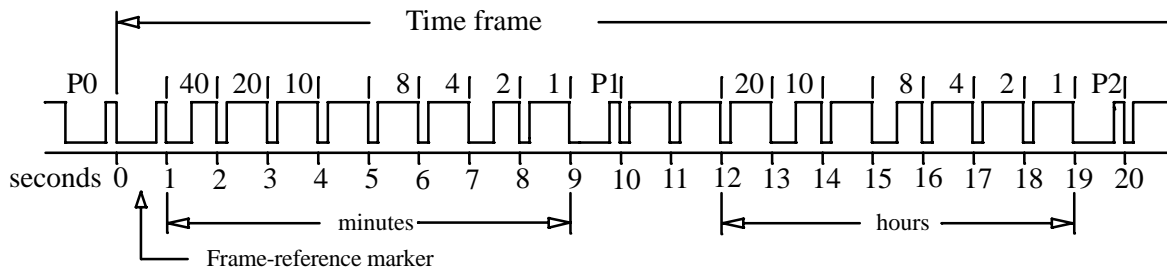 Time frame
P0 40 20 10 8 4 2 1 P1 20 10 8 4 2 1 P2
seconds 0 1 2 3 4 5 6 7 8 9 10 11 12 13 14 15 16 17 18 19 20
minutes hours
Frame-reference marker